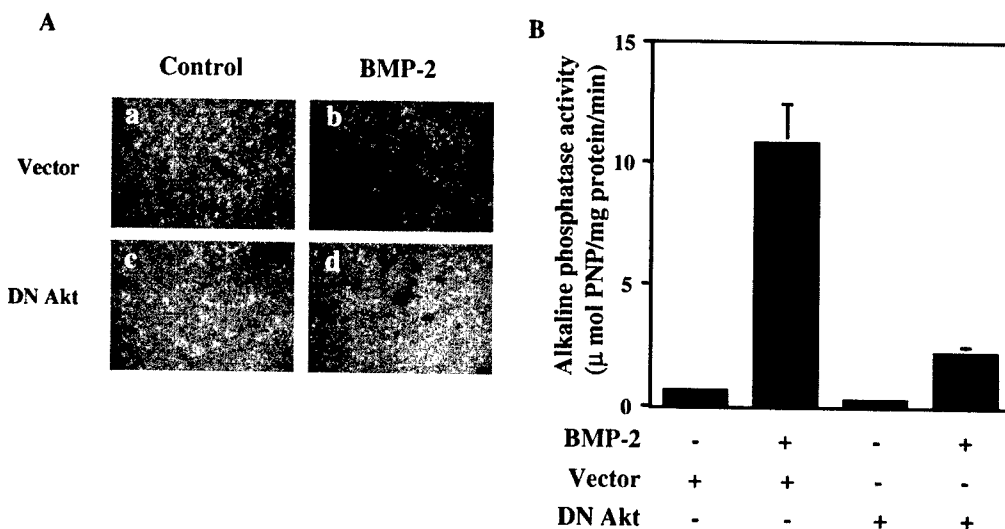 A
Control BMP-2
Vector
a b
DN Akt
c d
B
Alkaline phosphatase activity
(μ mol PNP/mg protein/min)
15
10
5
0
BMP-2 - + - +
Vector + + - -
DN Akt - - + +